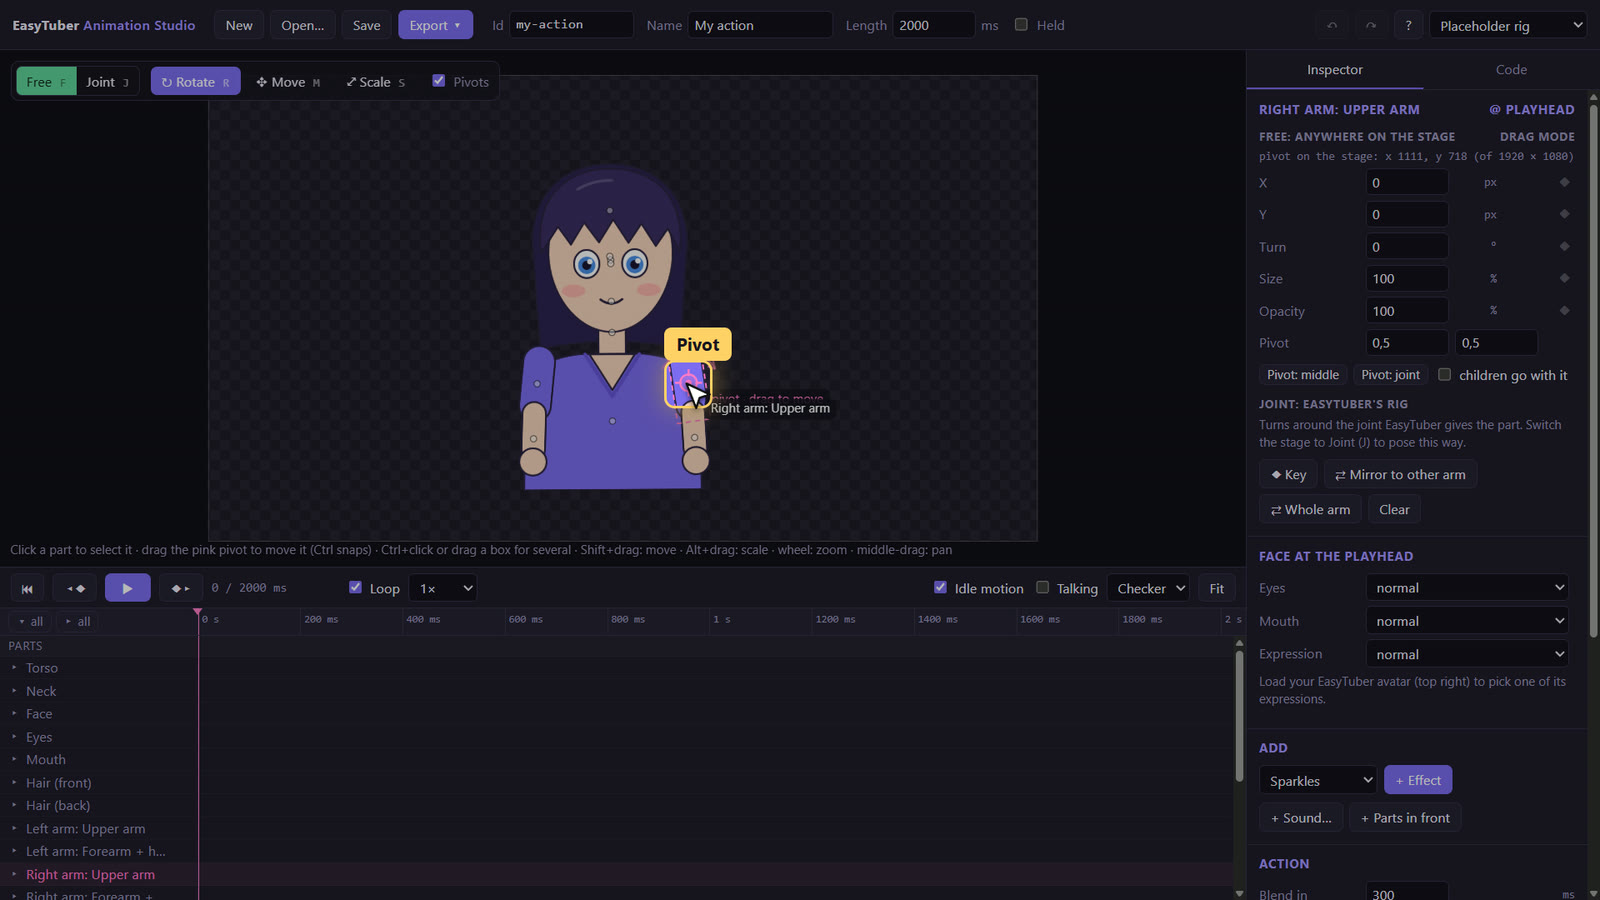 EasyTuber Animation Studio
New
Open...
Save
Export ▾
Id
my-action
Name
My action
Length
2000
ms
Held
?
Placeholder rig
Free F
Joint J
Rotate R
Move M
Scale S
Pivots
Pivot
pivot · drag to move
Right arm: Upper arm
Click a part to select it · drag the pink pivot to move it (Ctrl snaps) · Ctrl+click or drag a box for several · Shift+drag: move · Alt+drag: scale · wheel: zoom · middle-drag: pan
Inspector
Code
RIGHT ARM: UPPER ARM
@ PLAYHEAD
FREE: ANYWHERE ON THE STAGE
DRAG MODE
pivot on the stage: x 1111, y 718 (of 1920 × 1080)
X 0 px
Y 0 px
Turn 0 °
Size 100 %
Opacity 100 %
Pivot 0,5 0,5
Pivot: middle
Pivot: joint
children go with it
JOINT: EASYTUBER'S RIG
Turns around the joint EasyTuber gives the part. Switch
the stage to Joint (J) to pose this way.
◆ Key
⇄ Mirror to other arm
⇄ Whole arm
Clear
FACE AT THE PLAYHEAD
Eyes normal
Mouth normal
Expression normal
Load your EasyTuber avatar (top right) to pick one of its
expressions.
ADD
Sparkles
+ Effect
+ Sound...
+ Parts in front
ACTION
Blend in 300 ms
0 / 2000 ms
Loop
1×
Idle motion
Talking
Checker
Fit
▾ all
▸ all
0 s
200 ms
400 ms
600 ms
800 ms
1 s
1200 ms
1400 ms
1600 ms
1800 ms
2 s
PARTS
Torso
Neck
Face
Eyes
Mouth
Hair (front)
Hair (back)
Left arm: Upper arm
Left arm: Forearm + h...
Right arm: Upper arm
Right arm: Forearm +